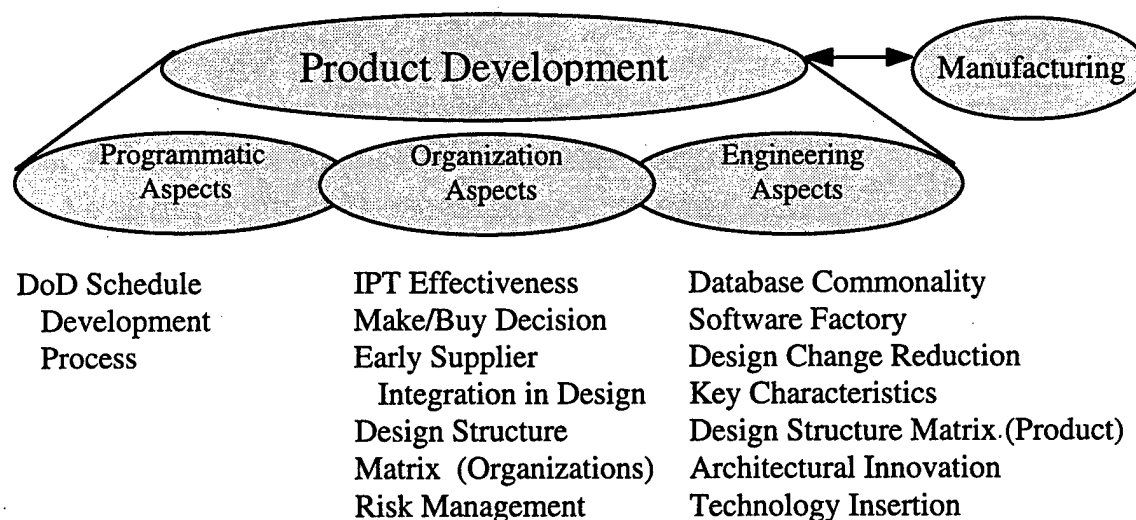 Product Development
Manufacturing
Programmatic
Aspects
Organization
Aspects
Engineering
Aspects
DoD Schedule
Development
Process
IPT Effectiveness
Make/Buy Decision
Early Supplier
Integration in Design
Design Structure
Matrix (Organizations)
Risk Management
Database Commonality
Software Factory
Design Change Reduction
Key Characteristics
Design Structure Matrix (Product)
Architectural Innovation
Technology Insertion